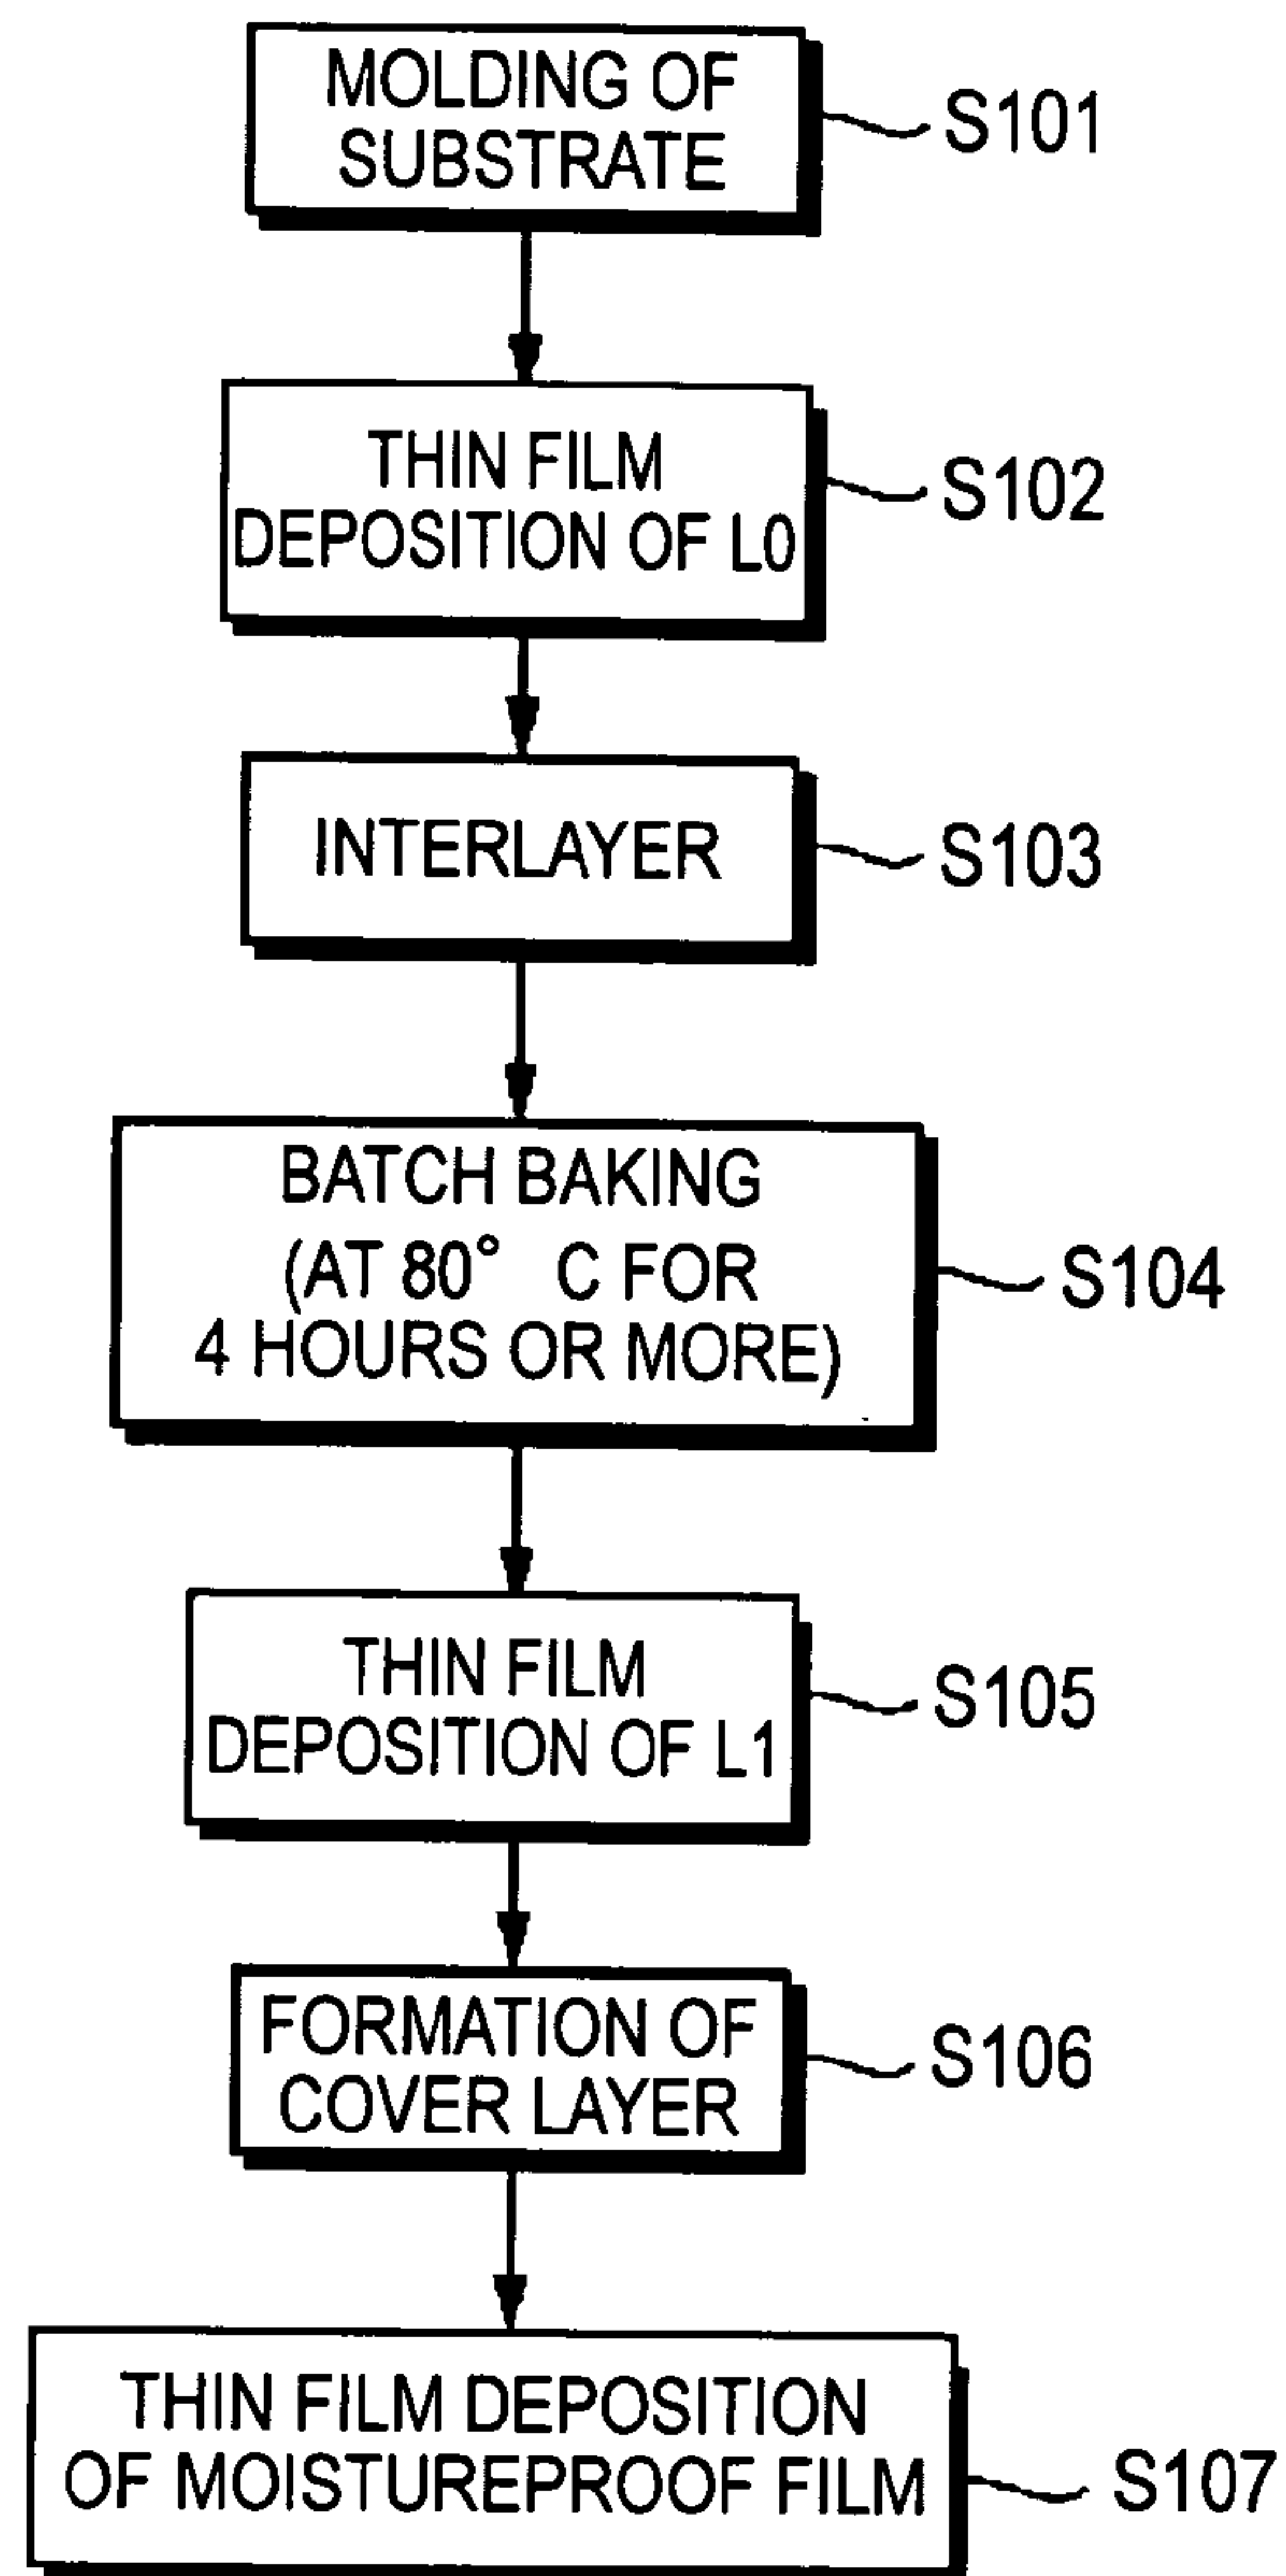 MOLDING OF
SUBSTRATE
S101
THIN FILM
DEPOSITION OF L0
S102
INTERLAYER
S103
BATCH BAKING
(AT 80° C FOR
4 HOURS OR MORE)
S104
THIN FILM
DEPOSITION OF L1
S105
FORMATION OF
COVER LAYER
S106
THIN FILM DEPOSITION
OF MOISTUREPROOF FILM
S107